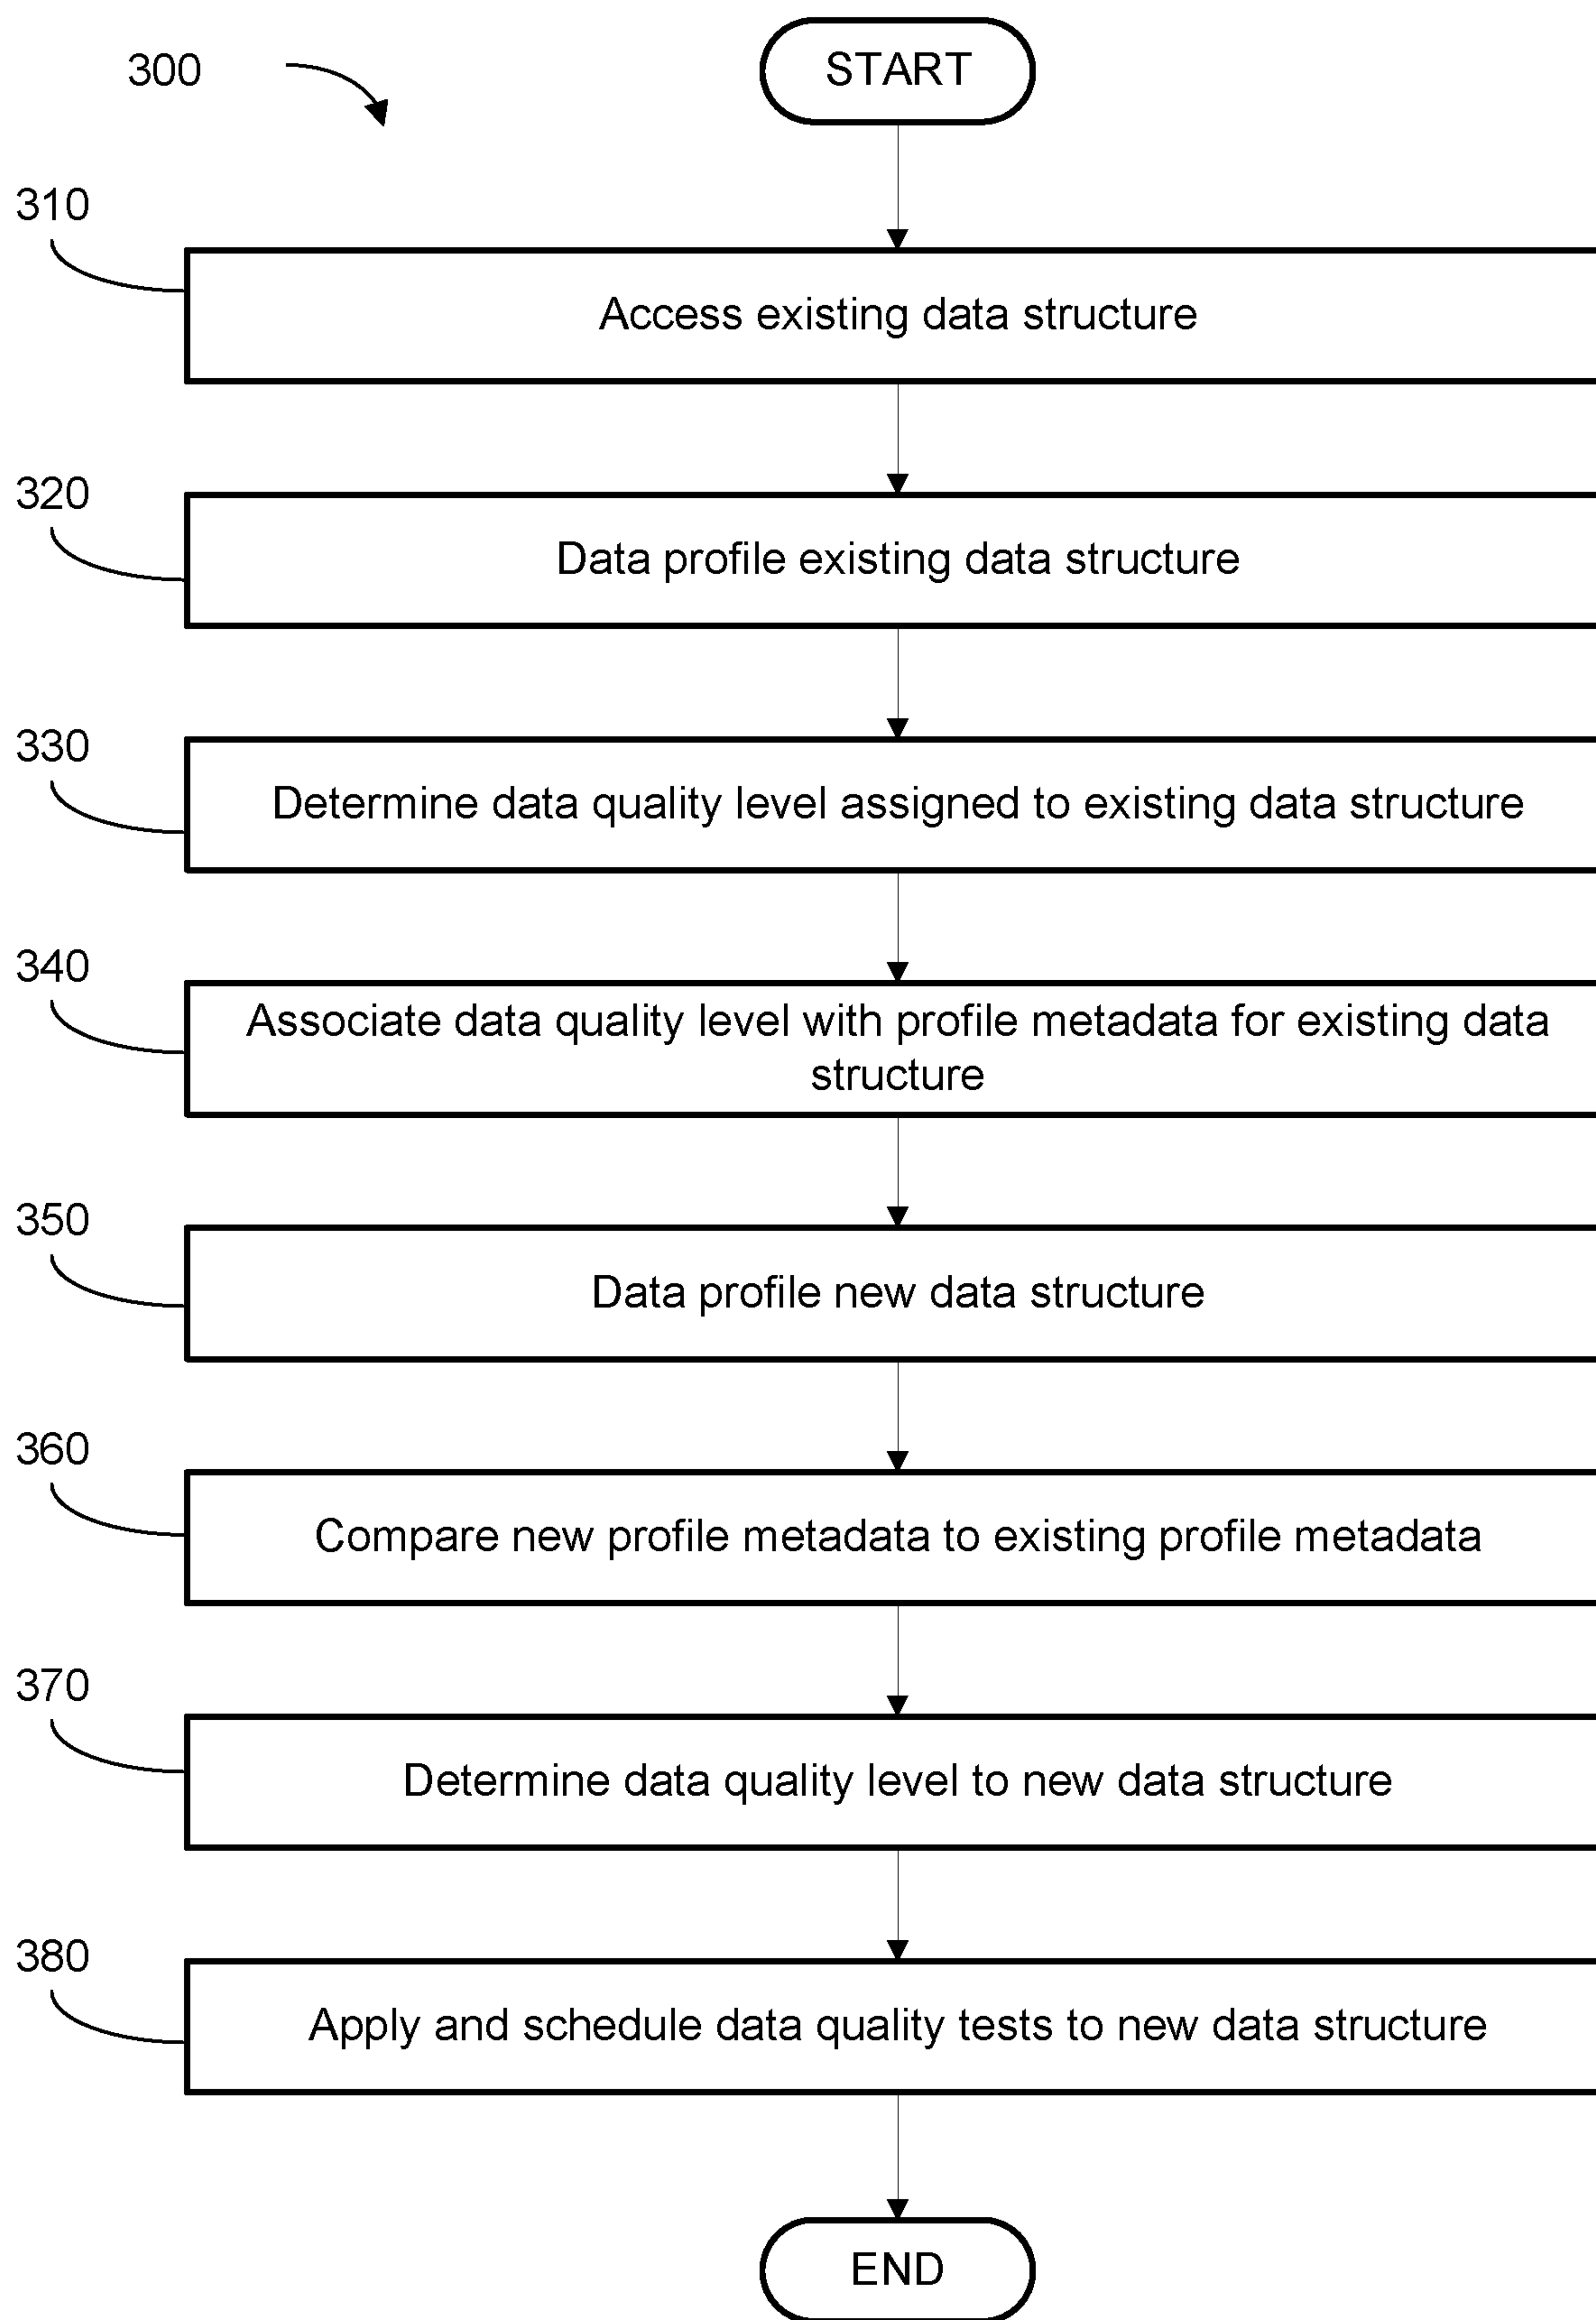 300
START
310
Access existing data structure
320
Data profile existing data structure
330
Determine data quality level assigned to existing data structure
340
Associate data quality level with profile metadata for existing data
structure
350
Data profile new data structure
360
Compare new profile metadata to existing profile metadata
370
Determine data quality level to new data structure
380
Apply and schedule data quality tests to new data structure
END